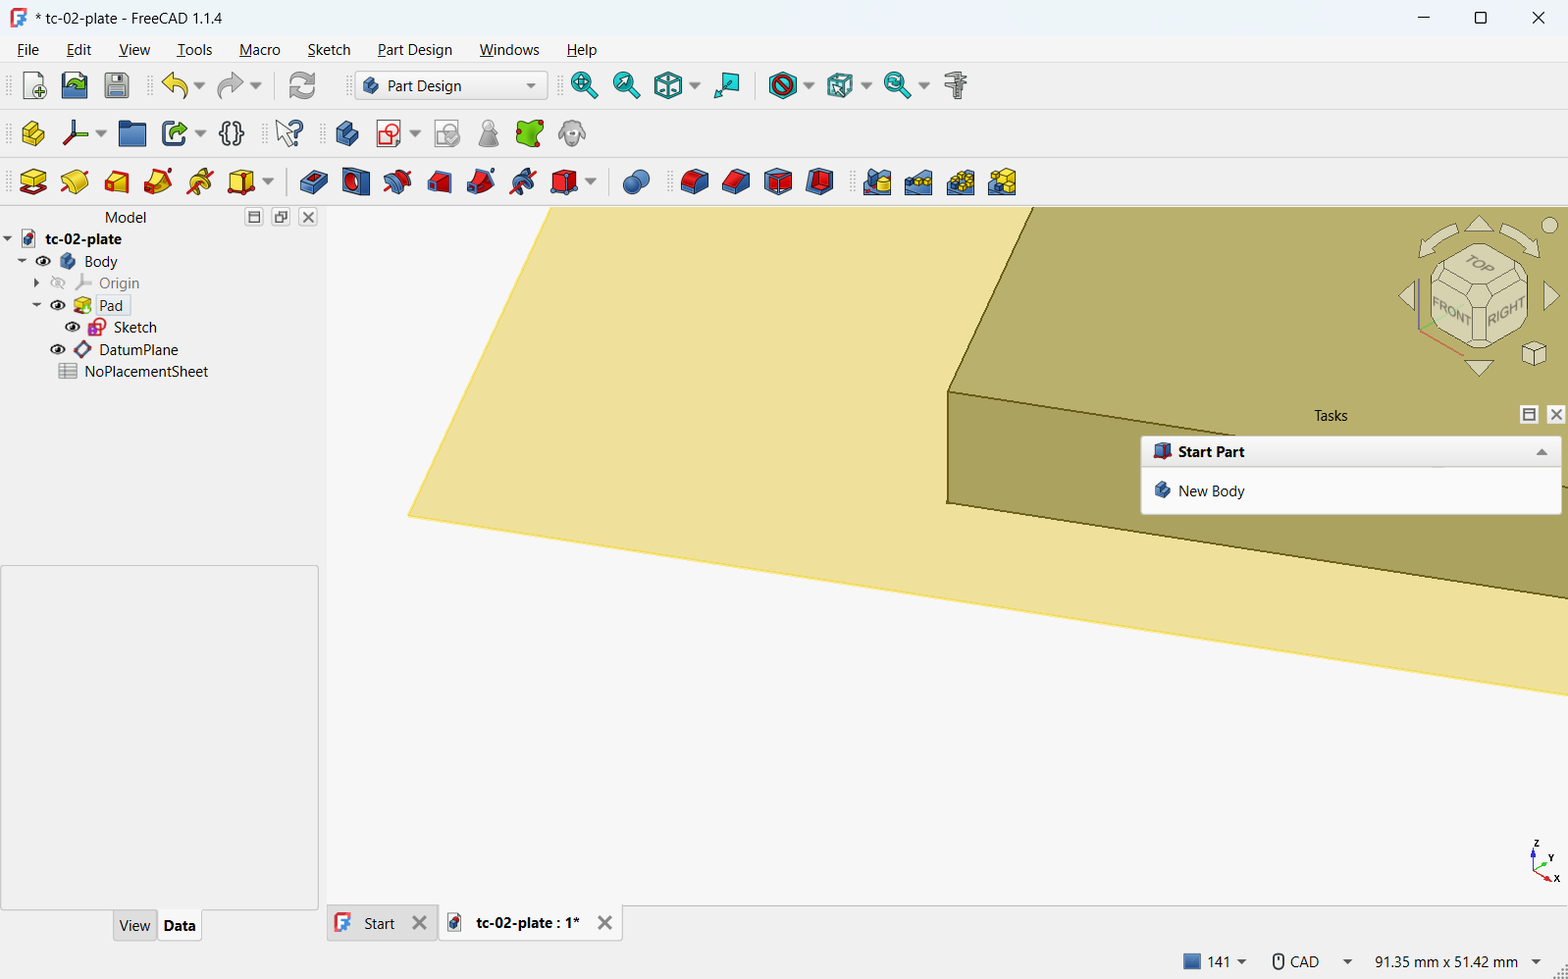 * tc-02-plate - FreeCAD 1.1.4
File Edit View Tools Macro Sketch Part Design Windows Help
Part Design
Model
tc-02-plate
Body
Origin
Pad
Sketch
DatumPlane
NoPlacementSheet
TOP
FRONT
RIGHT
Tasks
Start Part
New Body
Z
Y
X
View Data
Start
tc-02-plate : 1*
141 CAD 91.35 mm x 51.42 mm